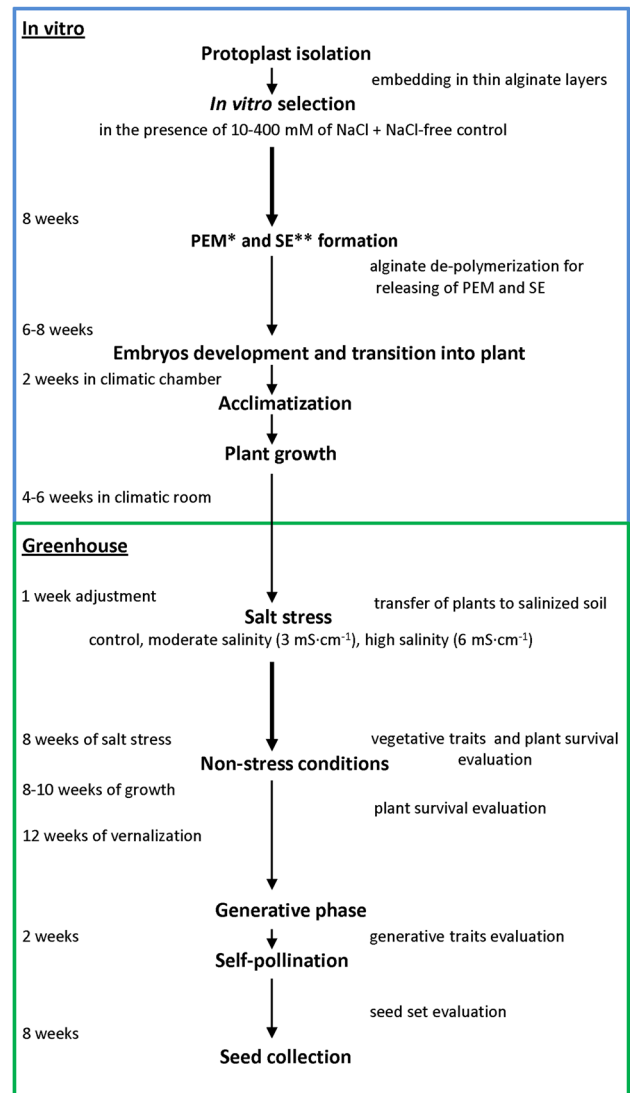 In vitro
Protoplast isolation
embedding in thin alginate layers
In vitro selection
in the presence of 10-400 mM of NaCl + NaCl-free control
8 weeks
PEM* and SE** formation
alginate de-polymerization for
releasing of PEM and SE
6-8 weeks
Embryos development and transition into plant
2 weeks in climatic chamber
Acclimatization
Plant growth
4-6 weeks in climatic room
Greenhouse
1 week adjustment
transfer of plants to salinized soil
Salt stress
control, moderate salinity (3 mS·cm⁻¹), high salinity (6 mS·cm⁻¹)
8 weeks of salt stress
vegetative traits and plant survival
evaluation
Non-stress conditions
8-10 weeks of growth
plant survival evaluation
12 weeks of vernalization
Generative phase
2 weeks
generative traits evaluation
Self-pollination
seed set evaluation
8 weeks
Seed collection